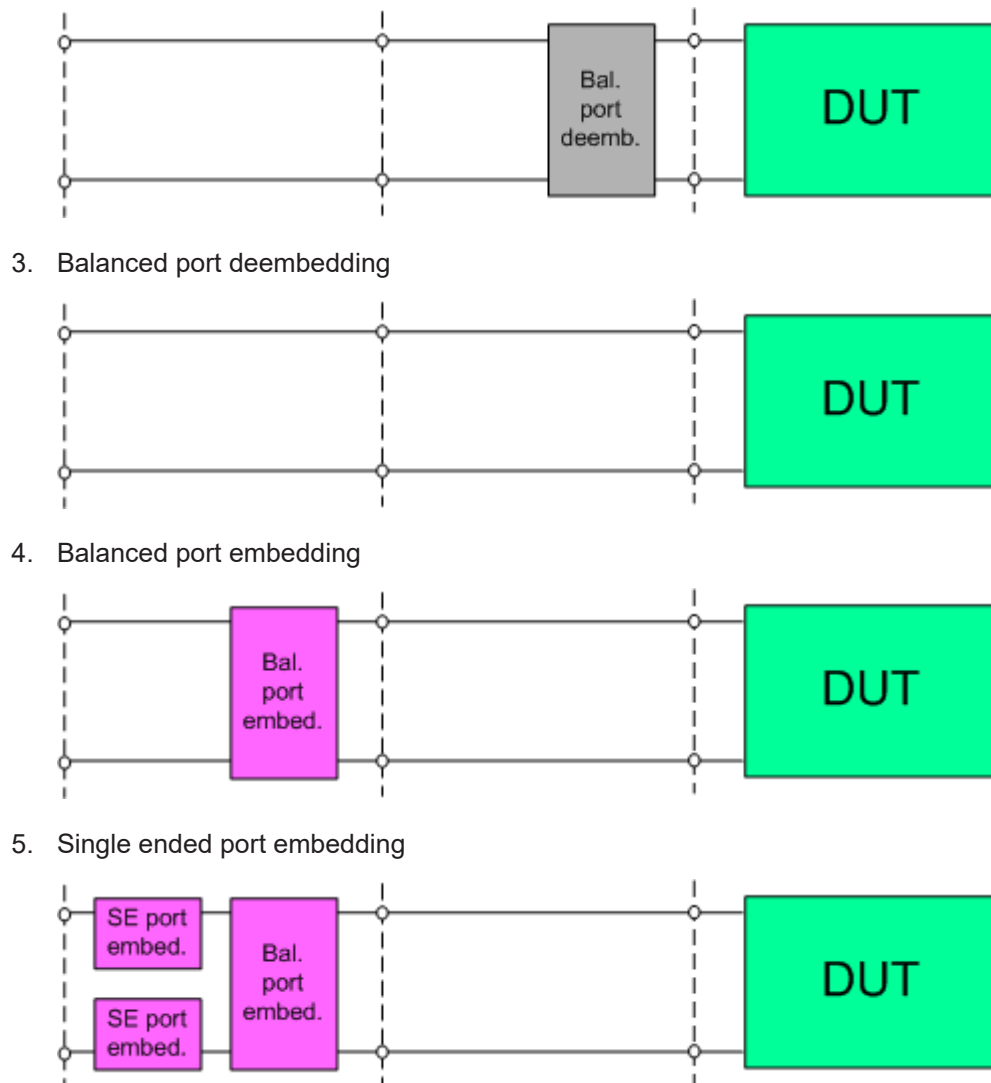 Bal.
port
deemb.
DUT
3. Balanced port deembedding
DUT
4. Balanced port embedding
Bal.
port
embed.
DUT
5. Single ended port embedding
SE port
embed.
Bal.
port
embed.
SE port
embed.
DUT